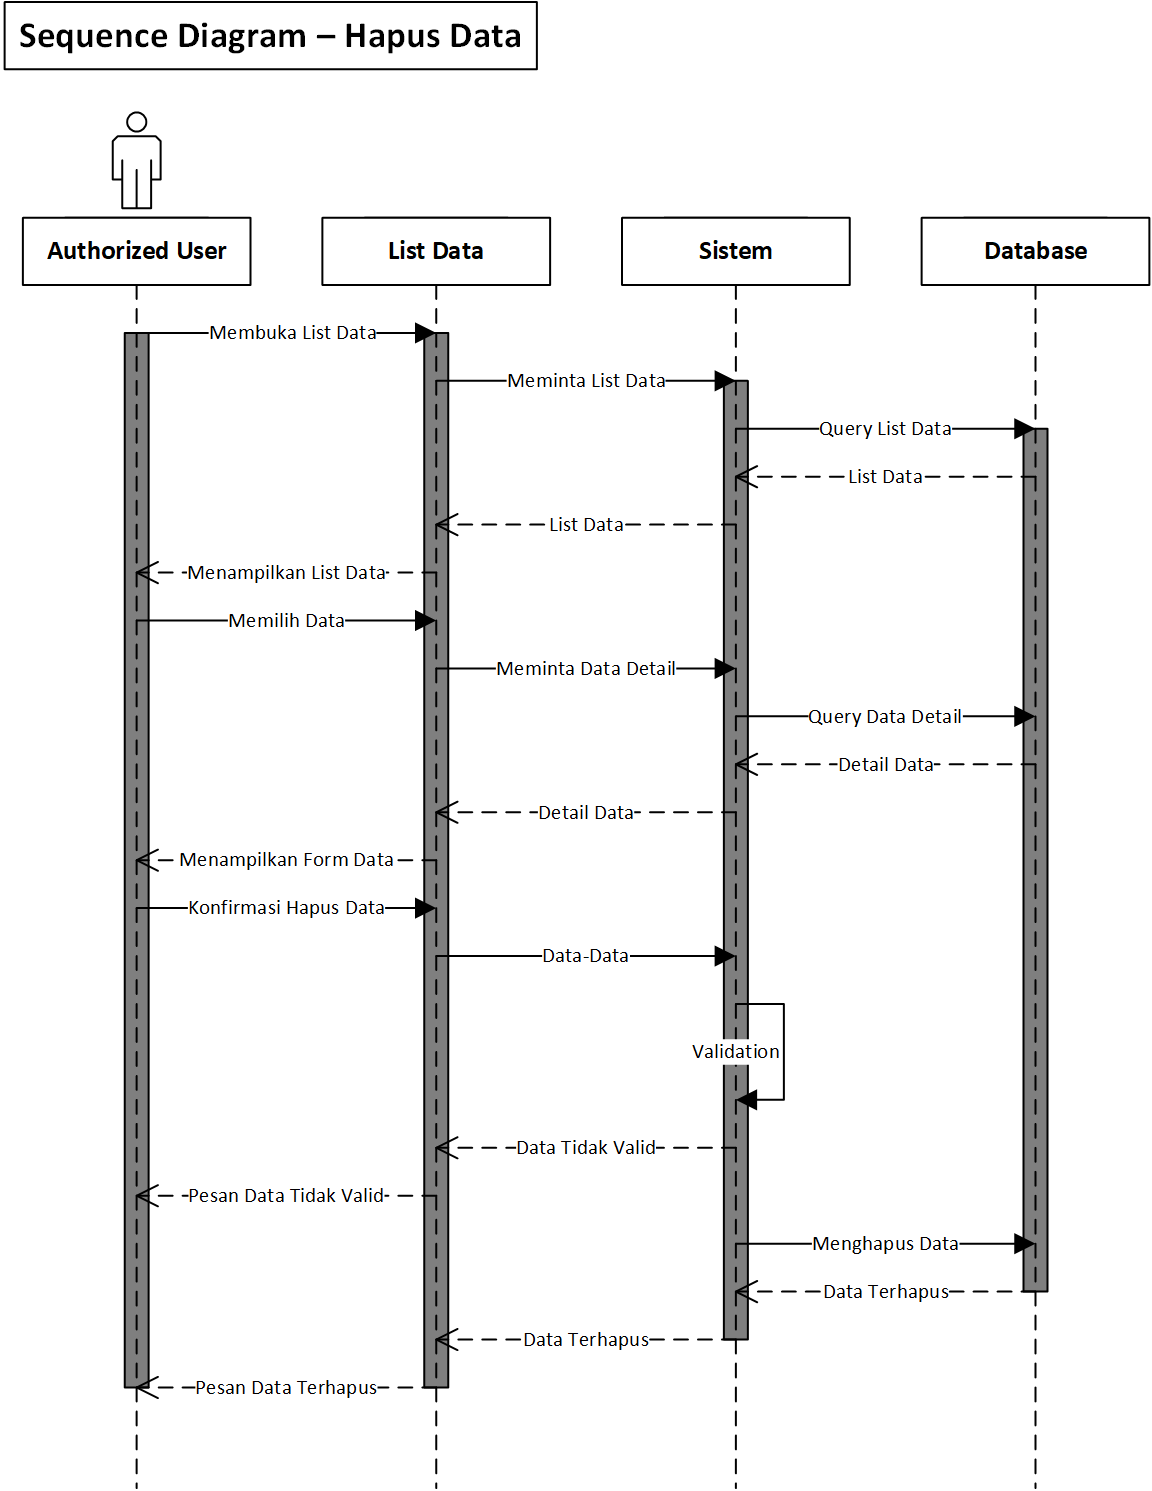 Sequence Diagram – Hapus Data
Authorized User
List Data
Sistem
Database
Membuka List Data
Meminta List Data
Query List Data
List Data
List Data
Menampilkan List Data
Memilih Data
Meminta Data Detail
Query Data Detail
Detail Data
Detail Data
Menampilkan Form Data
Konfirmasi Hapus Data
Data-Data
Validation
Data Tidak Valid
Pesan Data Tidak Valid
Menghapus Data
Data Terhapus
Data Terhapus
Pesan Data Terhapus